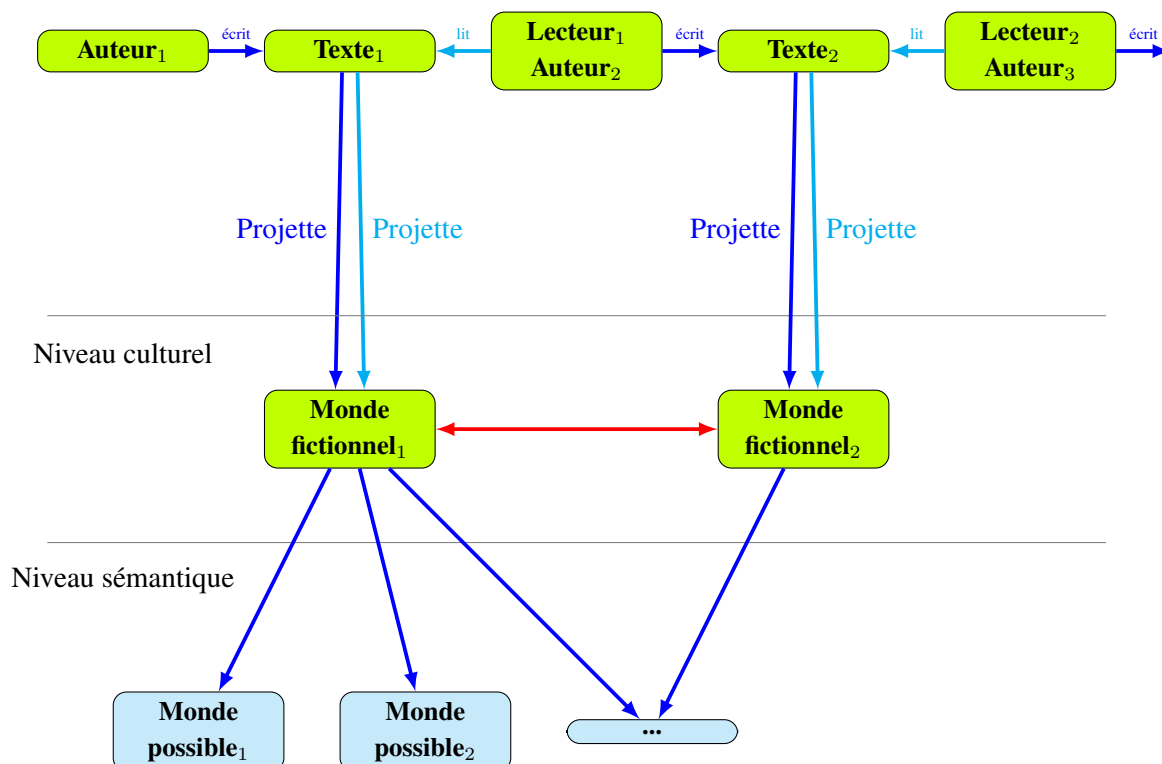 Auteur₁
écrit
Texte₁
lit
Lecteur₁
Auteur₂
écrit
Texte₂
lit
Lecteur₂
Auteur₃
écrit
Projette
Projette
Projette
Projette
Niveau culturel
Monde
fictionnel₁
Monde
fictionnel₂
Niveau sémantique
Monde
possible₁
Monde
possible₂
...